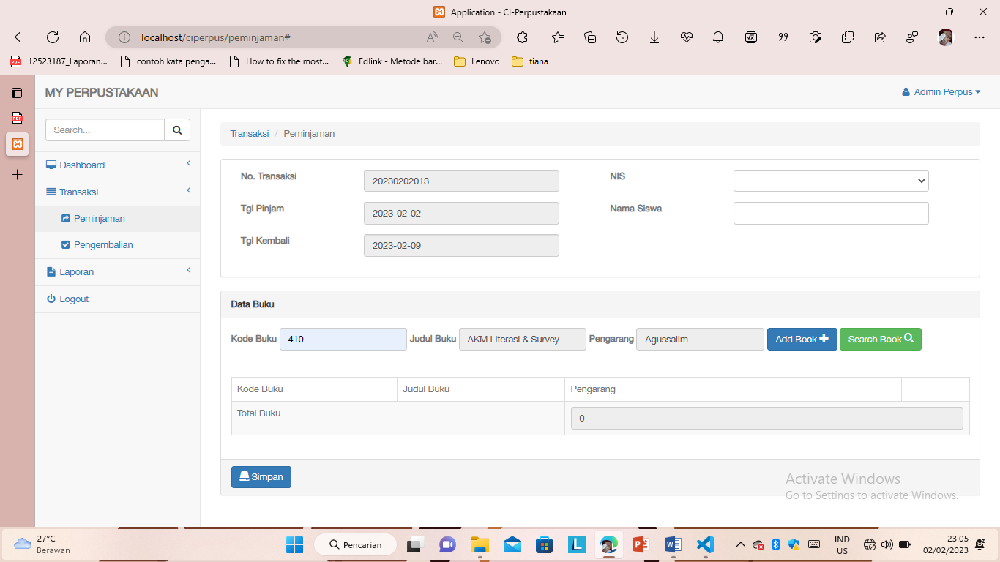 Application - CI-Perpustakaan
localhost/ciperpus/peminjaman#
12523187_Laporan... contoh kata penga... How to fix the most... Edlink - Metode bar... Lenovo tiana
MY PERPUSTAKAAN
Admin Perpus
Search...
Dashboard
Transaksi
Peminjaman
Pengembalian
Laporan
Logout
Transaksi / Peminjaman
No. Transaksi 20230202013 NIS
Tgl Pinjam 2023-02-02 Nama Siswa
Tgl Kembali 2023-02-09
Data Buku
Kode Buku 410 Judul Buku AKM Literasi & Survey Pengarang Agussalim Add Book Search Book
Kode Buku Judul Buku Pengarang
Total Buku 0
Simpan
Activate Windows
Go to Settings to activate Windows.
27°C
Berawan
Pencarian
IND
US
23.05
02/02/2023